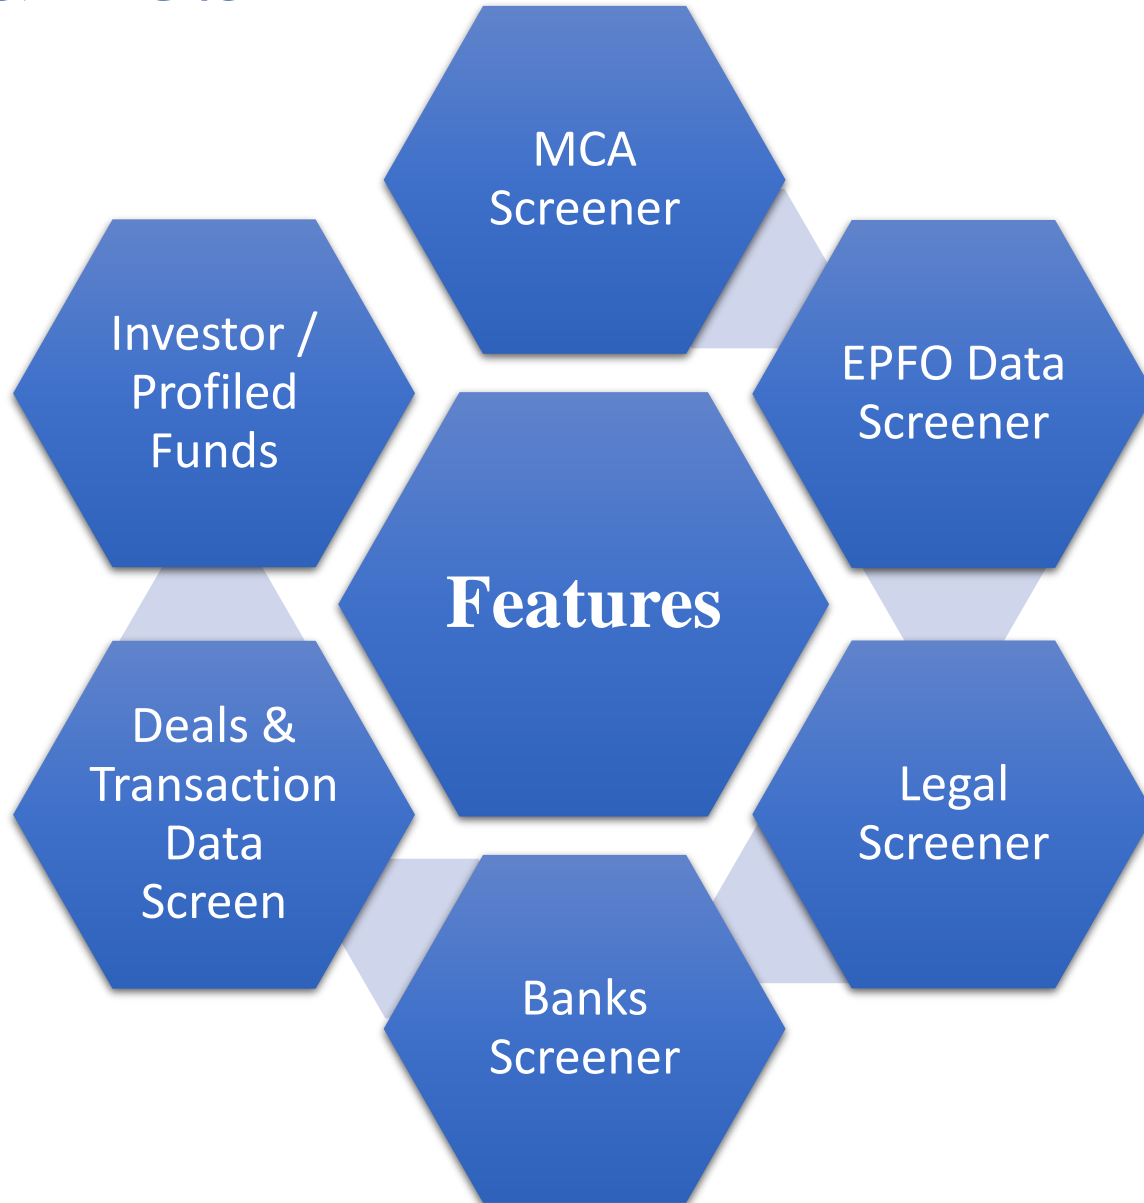 MCA
Screener
EPFO Data
Screener
Legal
Screener
Banks
Screener
Deals &
Transaction
Data
Screen
Investor /
Profiled
Funds
Features